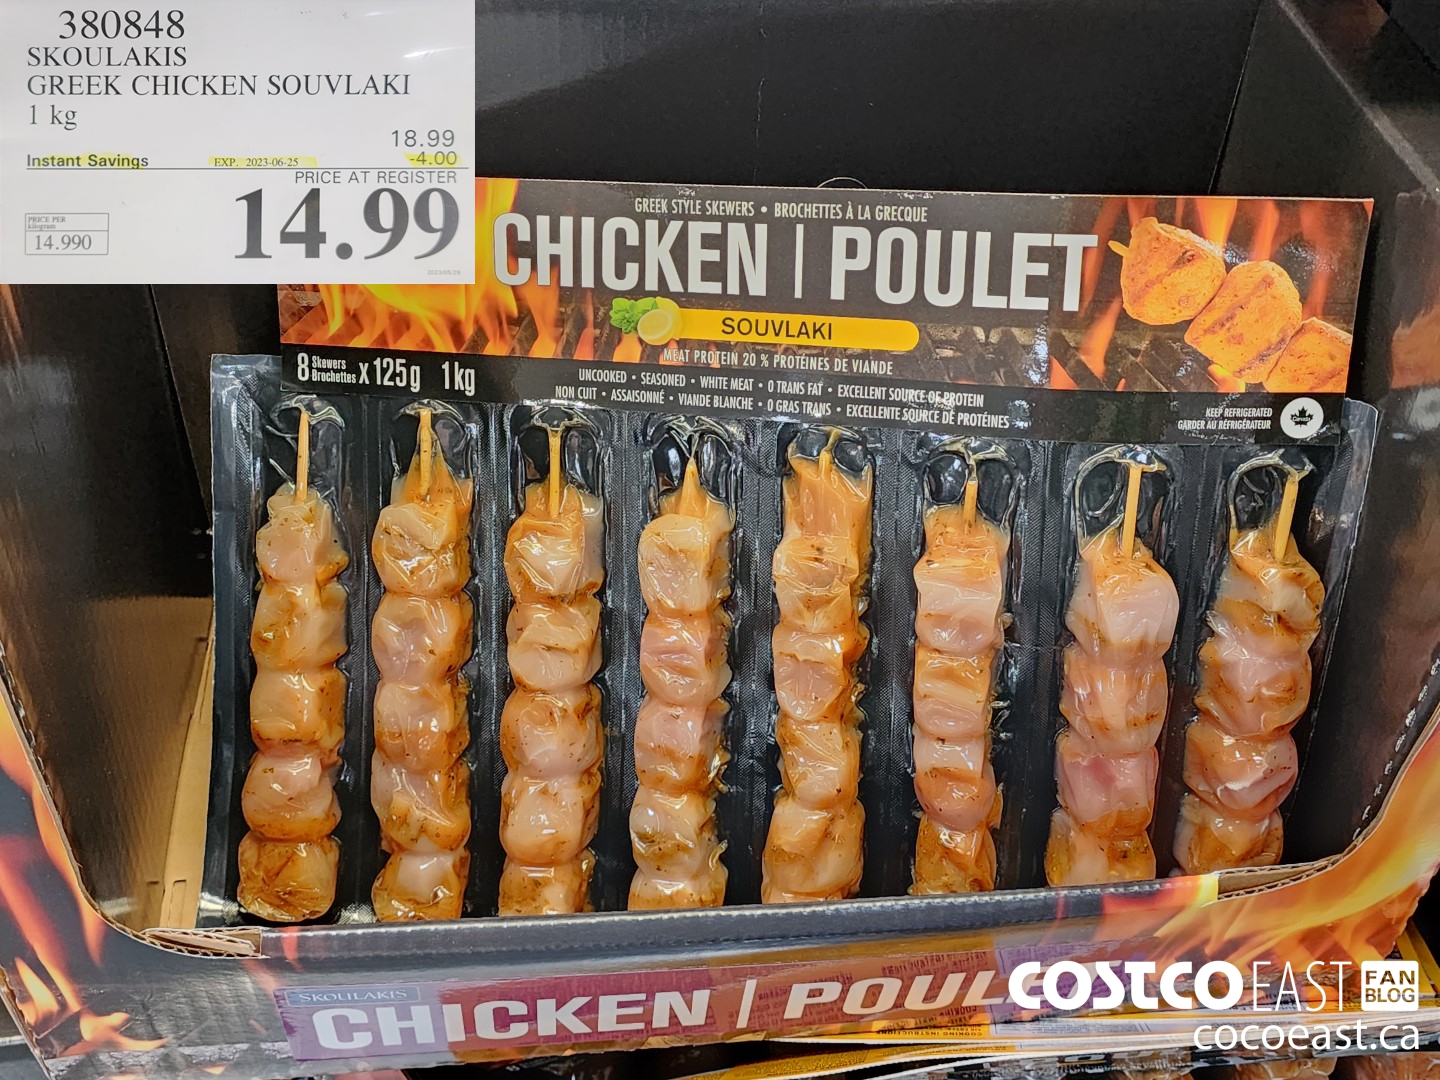 380848
SKOULAKIS
GREEK CHICKEN SOUVLAKI
1 kg
18.99
Instant Savings EXP. 2023-06-25 -4.00
PRICE AT REGISTER
14.99
PRICE PER
kilogram
14.990
2023/05/29
GREEK STYLE SKEWERS • BROCHETTES À LA GRECQUE
CHICKEN | POULET
SOUVLAKI
MEAT PROTEIN 20 % PROTÉINES DE VIANDE
8 Skewers Brochettes x 125g 1kg
UNCOOKED • SEASONED • WHITE MEAT • 0 TRANS FAT • EXCELLENT SOURCE OF PROTEIN
NON CUIT • ASSAISONNÉ • VIANDE BLANCHE • 0 GRAS TRANS • EXCELLENTE SOURCE DE PROTÉINES
KEEP REFRIGERATED
GARDER AU RÉFRIGÉRATEUR
SKOULAKIS
CHICKEN | POULET
COSTCO EAST FAN BLOG
cocoeast.ca